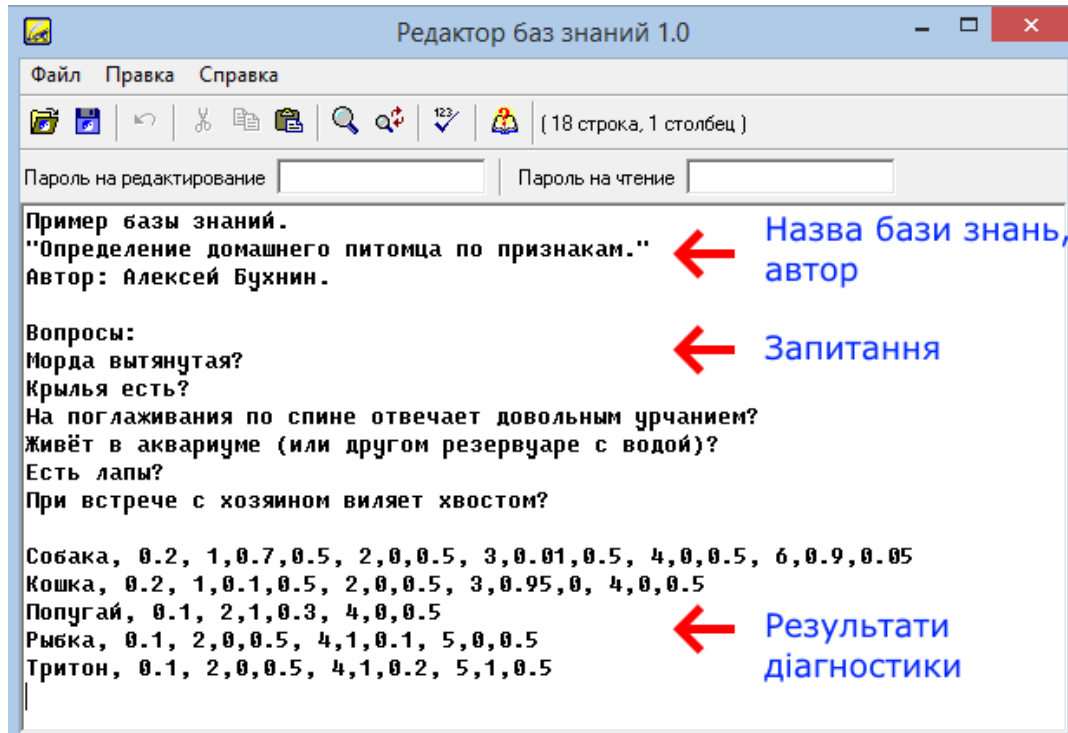 Редактор баз знаний 1.0
Файл Правка Справка
( 18 строка, 1 столбец )
Пароль на редактирование Пароль на чтение
Пример базы знаний.
"Определение домашнего питомца по признакам."
Автор: Алексей Бухнин.
Назва бази знань,
автор
Вопросы:
Запитання
Морда вытянутая?
Крылья есть?
На поглаживания по спине отвечает довольным урчанием?
Живёт в аквариуме (или другом резервуаре с водой)?
Есть лапы?
При встрече с хозяином виляет хвостом?
Собака, 0.2, 1,0.7,0.5, 2,0,0.5, 3,0.01,0.5, 4,0,0.5, 6,0.9,0.05
Кошка, 0.2, 1,0.1,0.5, 2,0,0.5, 3,0.95,0, 4,0,0.5
Попугай, 0.1, 2,1,0.3, 4,0,0.5
Рыбка, 0.1, 2,0,0.5, 4,1,0.1, 5,0,0.5
Тритон, 0.1, 2,0,0.5, 4,1,0.2, 5,1,0.5
Результати
діагностики